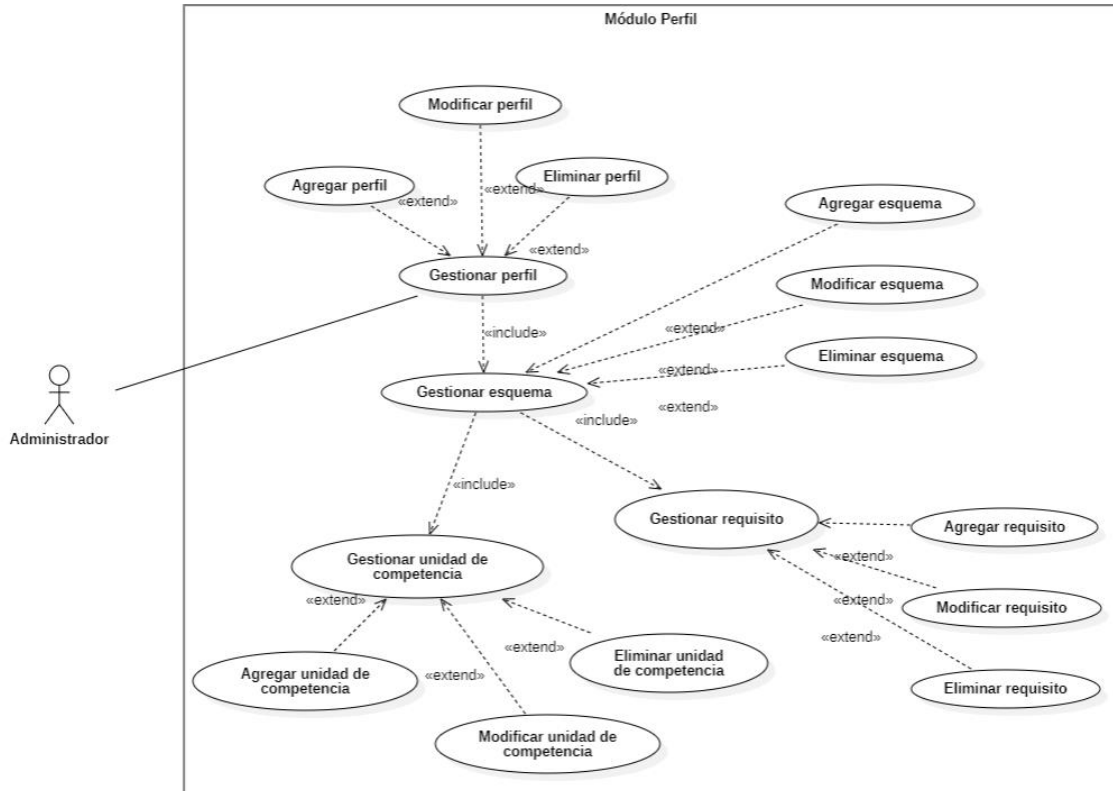 Módulo Perfil
Modificar perfil
Agregar perfil
Eliminar perfil
«extend»
«extend»
«extend»
Gestionar perfil
Agregar esquema
Modificar esquema
Eliminar esquema
«include»
«extend»
«extend»
«extend»
Gestionar esquema
Administrador
«include»
«include»
Gestionar requisito
Agregar requisito
«extend»
Modificar requisito
«extend»
«extend»
Eliminar requisito
Gestionar unidad de
competencia
«extend»
«extend»
«extend»
Agregar unidad de
competencia
Eliminar unidad
de competencia
Modificar unidad de
competencia